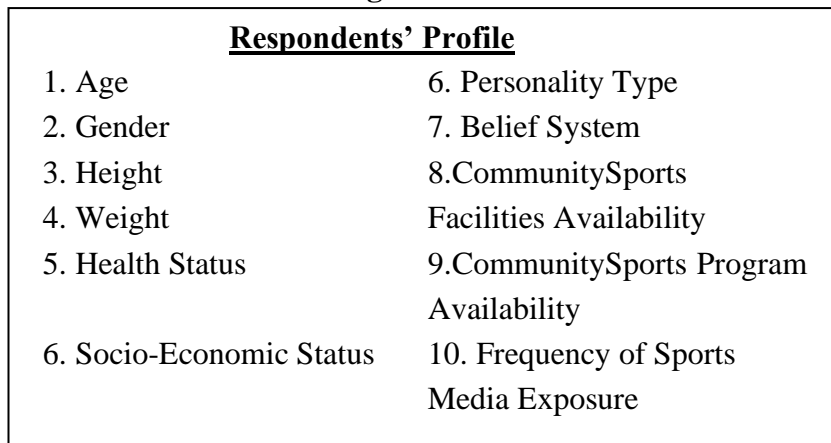 Respondents' Profile
1. Age
2. Gender
3. Height
4. Weight
5. Health Status
6. Socio-Economic Status
6. Personality Type
7. Belief System
8.CommunitySports
Facilities Availability
9.CommunitySports Program
Availability
10. Frequency of Sports
Media Exposure